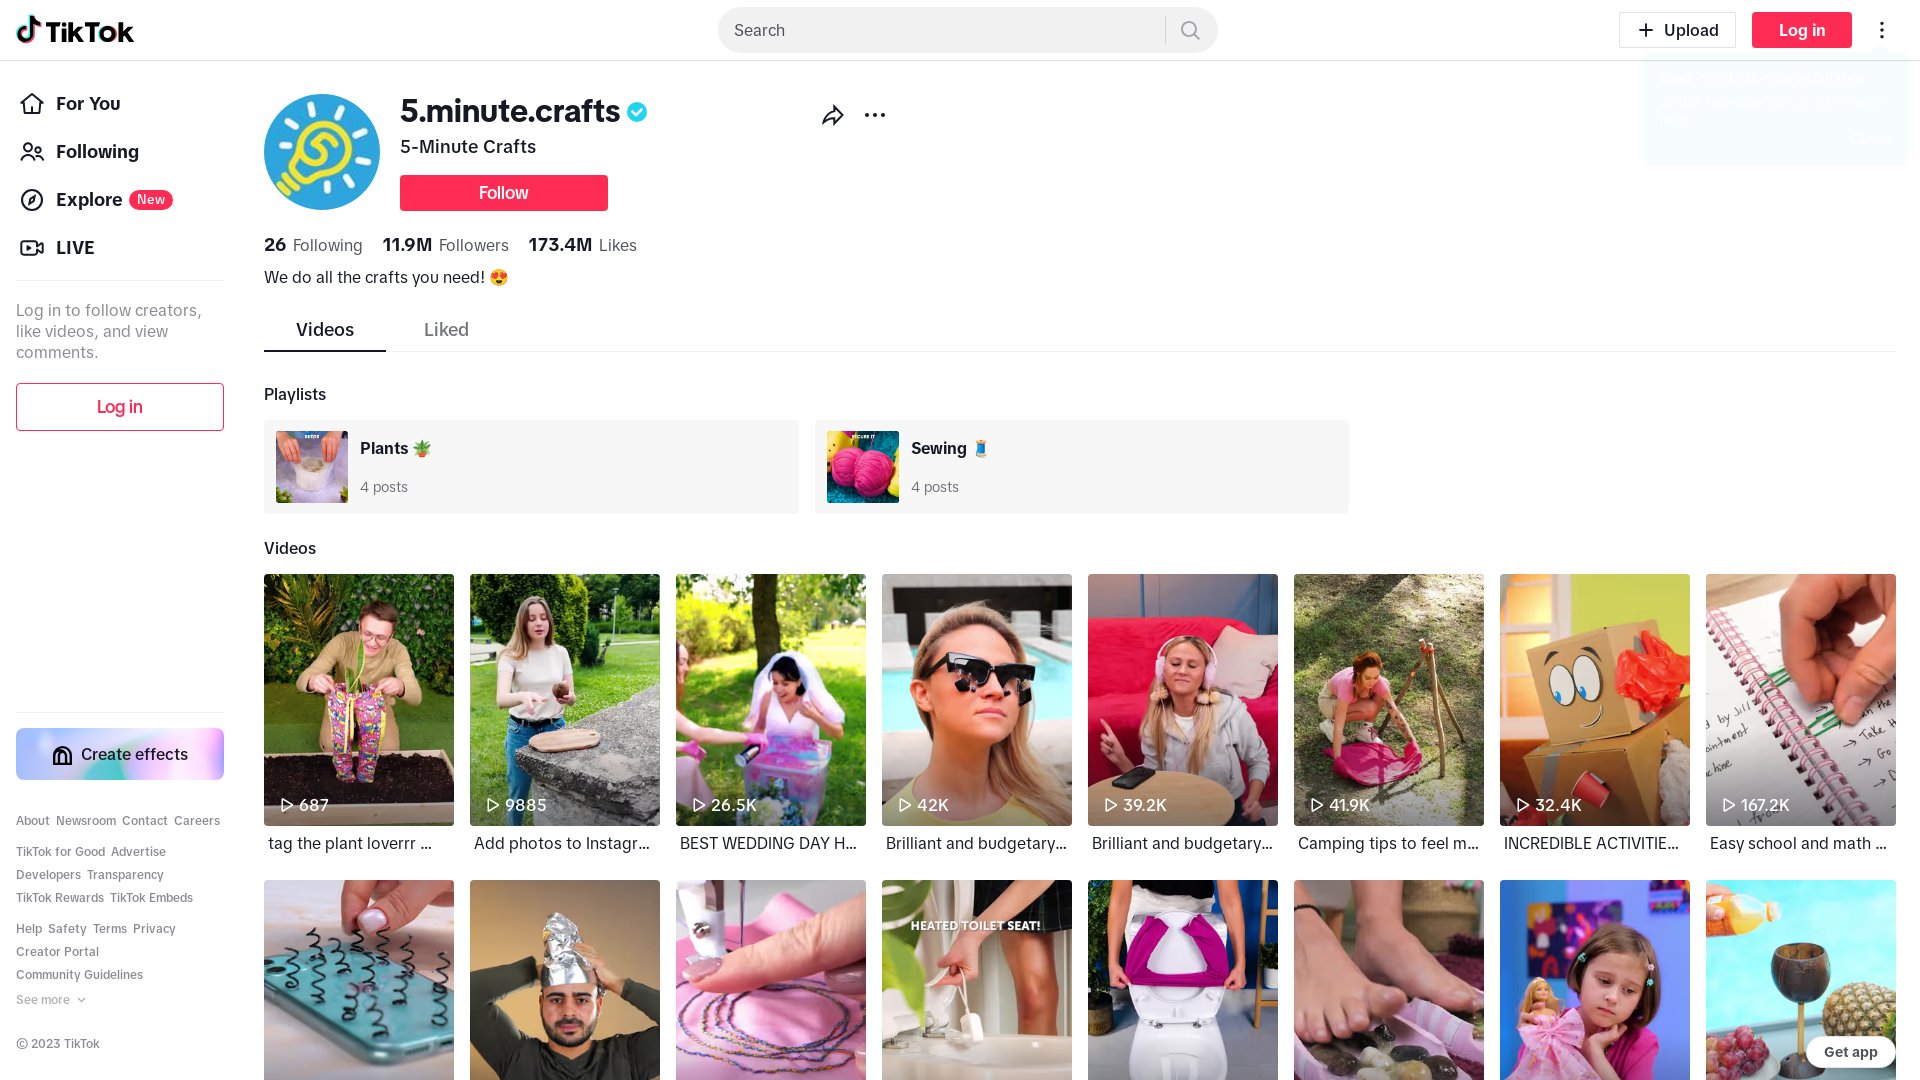 TikTok
Search
Upload
Log in
For You
Following
Explore New
LIVE
Log in to follow creators,
like videos, and view
comments.
Log in
Create effects
About Newsroom Contact Careers
TikTok for Good Advertise
Developers Transparency
TikTok Rewards TikTok Embeds
Help Safety Terms Privacy
Creator Portal
Community Guidelines
See more
© 2023 TikTok
5.minute.crafts
5-Minute Crafts
Follow
26 Following 11.9M Followers 173.4M Likes
We do all the crafts you need! 😍
Videos Liked
Playlists
Plants 🪴
4 posts
Sewing 🧵
4 posts
Videos
687
tag the plant loverrr ...
9885
Add photos to Instagr...
26.5K
BEST WEDDING DAY H...
42K
Brilliant and budgetary...
39.2K
Brilliant and budgetary...
41.9K
Camping tips to feel m...
32.4K
INCREDIBLE ACTIVITIE...
167.2K
Easy school and math ...
HEATED TOILET SEAT!
Get app